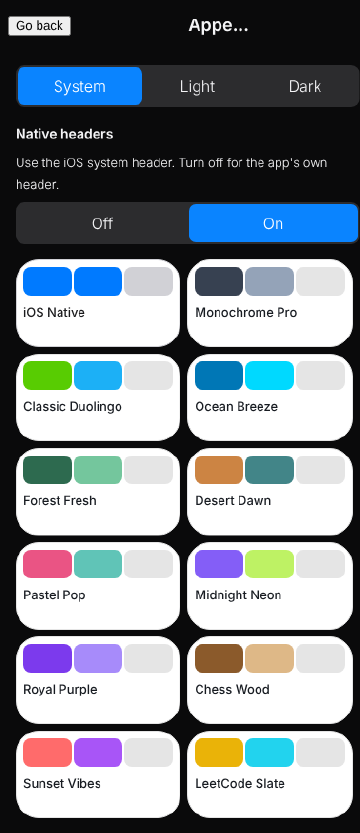 Go back
Appe...
System
Light
Dark
Native headers
Use the iOS system header. Turn off for the app's own
header.
Off
On
iOS Native
Monochrome Pro
Classic Duolingo
Ocean Breeze
Forest Fresh
Desert Dawn
Pastel Pop
Midnight Neon
Royal Purple
Chess Wood
Sunset Vibes
LeetCode Slate